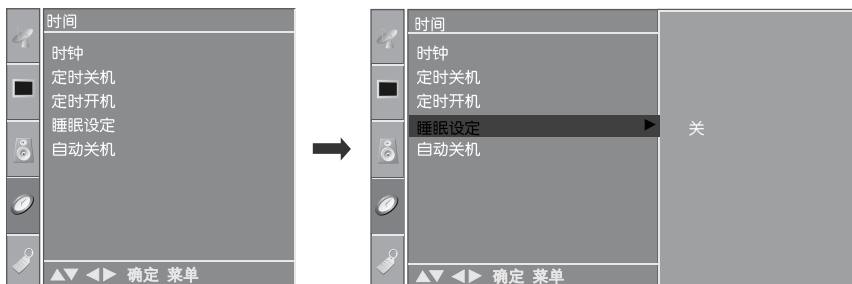 时间
时钟
定时关机
定时开机
睡眠设定
自动关机
▲▼ ◀▶ 确定 菜单
时间
时钟
定时关机
定时开机
睡眠设定 ▶ 关
自动关机
▲▼ ◀▶ 确定 菜单